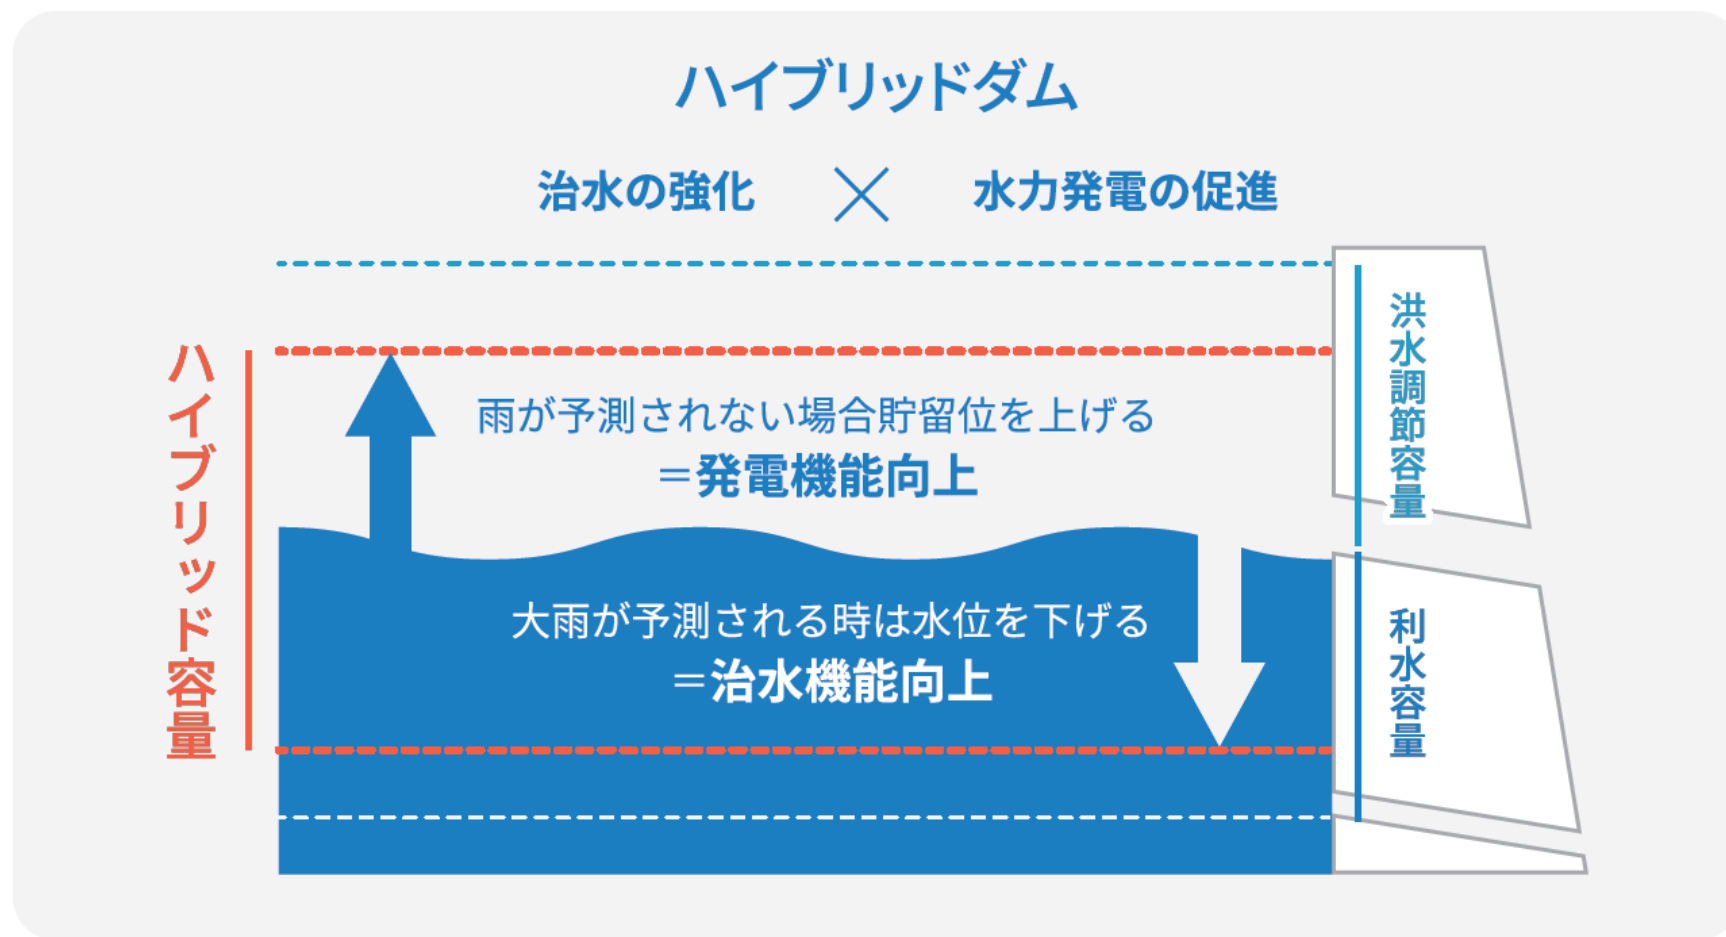 ハイブリッドダム
治水の強化 × 水力発電の促進
ハイブリッド容量
雨が予測されない場合貯留位を上げる
＝発電機能向上
大雨が予測される時は水位を下げる
＝治水機能向上
洪水調節容量
利水容量